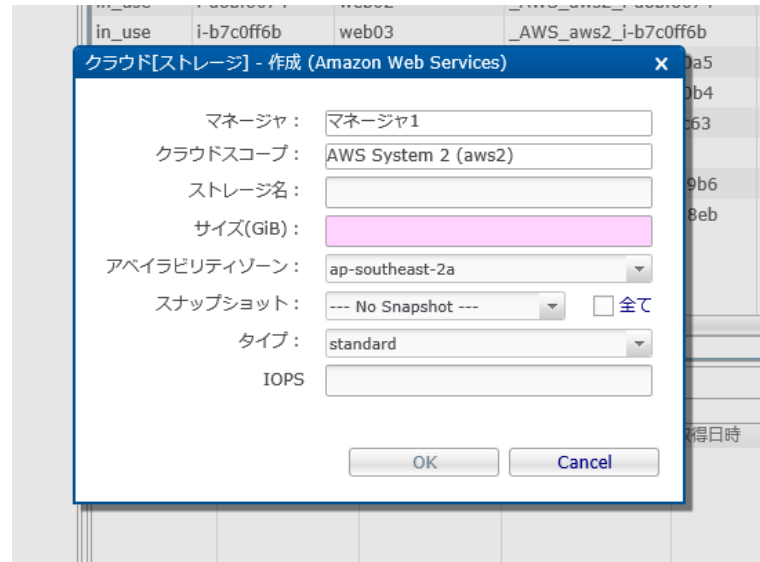 in_use i-b7c0ff6b web03 _AWS_aws2_i-b7c0ff6b
クラウド[ストレージ] - 作成 (Amazon Web Services) x
0a5
0b4
c63
9b6
8eb
マネージャ : マネージャ1
クラウドスコープ : AWS System 2 (aws2)
ストレージ名 :
サイズ(GiB) :
アベイラビリティゾーン : ap-southeast-2a
スナップショット : --- No Snapshot --- 全て
タイプ : standard
IOPS
得日時
OK Cancel